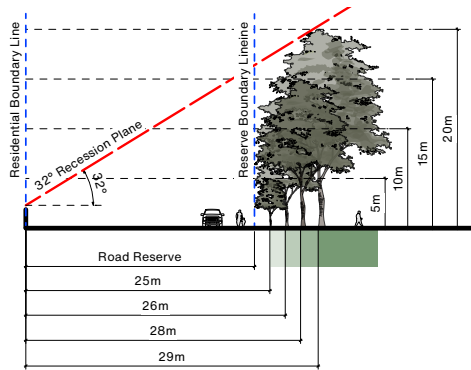 Residential Boundary Line
Reserve Boundary Lineine
32° Recession Plane
32°
20m
15m
10m
5m
Road Reserve
25m
26m
28m
29m